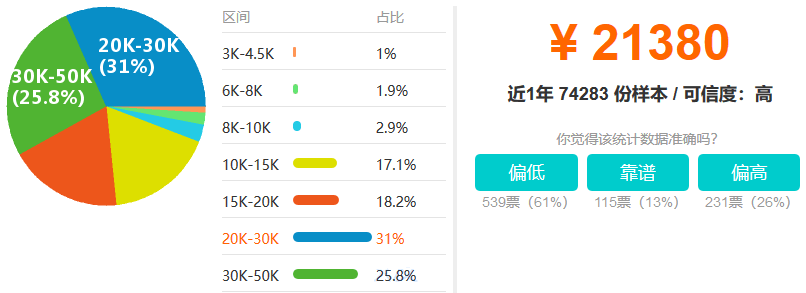 20K-30K
(31%)
30K-50K
(25.8%)
区间 占比
3K-4.5K 1%
6K-8K 1.9%
8K-10K 2.9%
10K-15K 17.1%
15K-20K 18.2%
20K-30K 31%
30K-50K 25.8%
¥ 21380
近1年 74283 份样本 / 可信度：高
你觉得该统计数据准确吗？
偏低 靠谱 偏高
539票（61%） 115票（13%） 231票（26%）